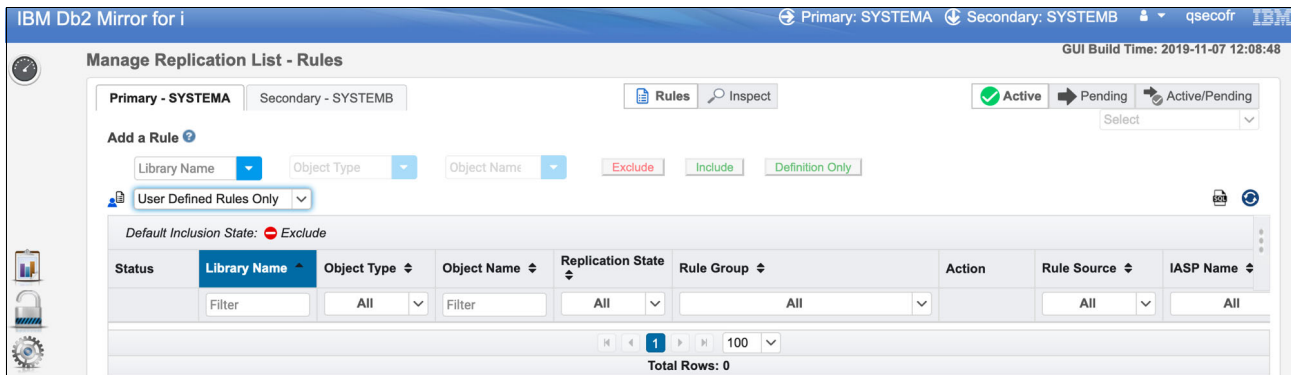 IBM Db2 Mirror for i Primary: SYSTEMA Secondary: SYSTEMB qsecofr IBM
GUI Build Time: 2019-11-07 12:08:48
Manage Replication List - Rules
Primary - SYSTEMA Secondary - SYSTEMB Rules Inspect Active Pending Active/Pending
Select
Add a Rule ?
Library Name Object Type Object Name Exclude Include Definition Only
User Defined Rules Only SQL
Default Inclusion State: Exclude
Status Library Name Object Type Object Name Replication State Rule Group Action Rule Source IASP Name
Filter All Filter All All All All
1 100
Total Rows: 0